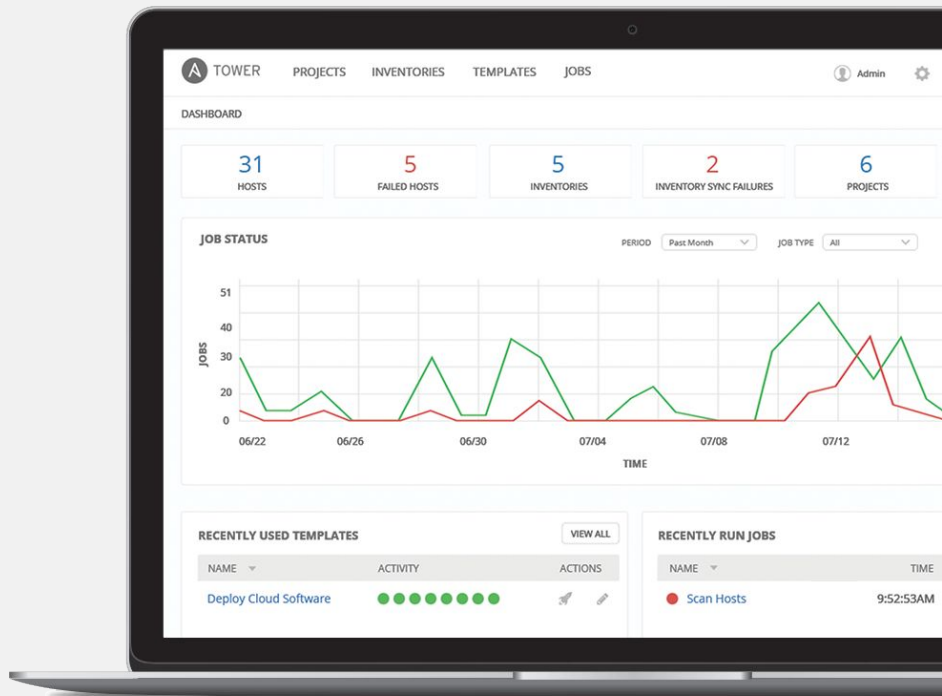 A TOWER PROJECTS INVENTORIES TEMPLATES JOBS Admin
DASHBOARD
31 5 5 2 6
HOSTS FAILED HOSTS INVENTORIES INVENTORY SYNC FAILURES PROJECTS
JOB STATUS
PERIOD Past Month JOB TYPE All
51
40
30
20
0
JOBS
06/22 06/26 06/30 07/04 07/08 07/12
TIME
RECENTLY USED TEMPLATES VIEW ALL
NAME ACTIVITY ACTIONS
Deploy Cloud Software
RECENTLY RUN JOBS
NAME TIME
Scan Hosts 9:52:53AM